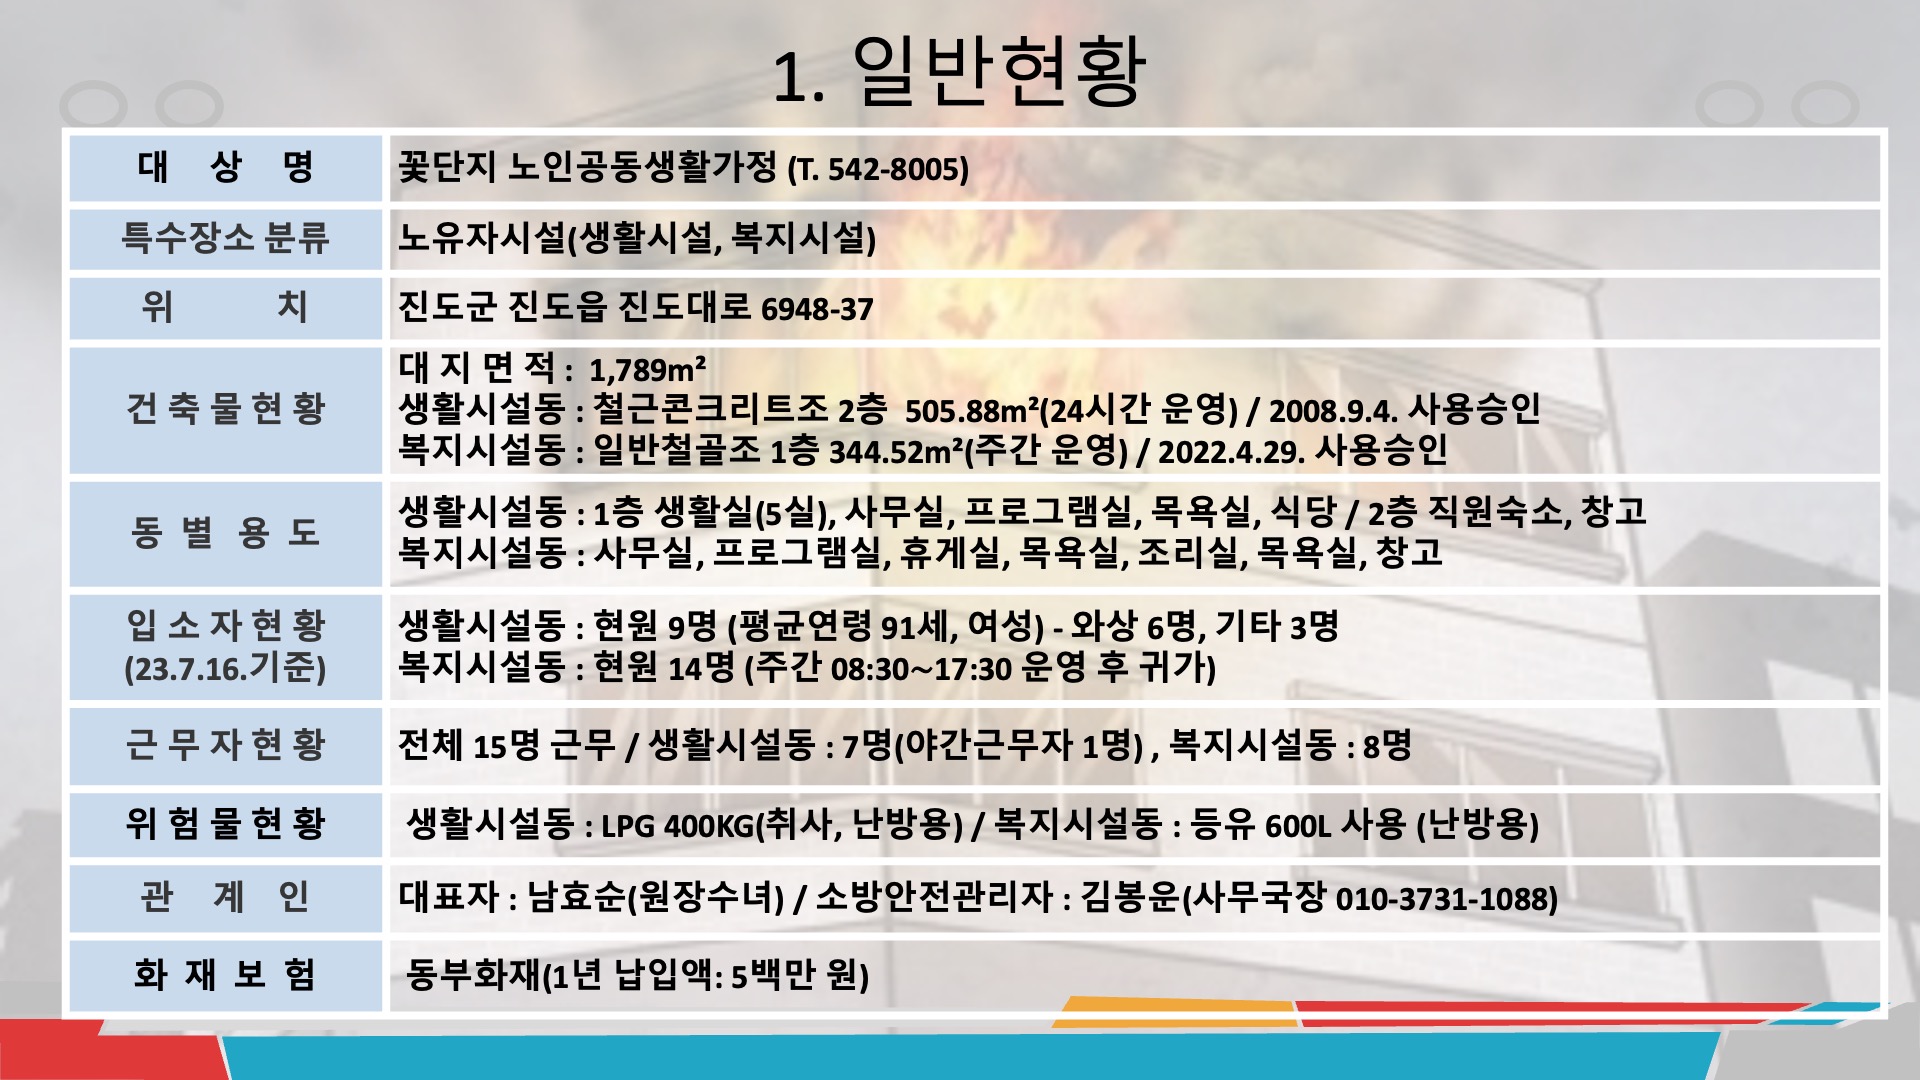 1. 일반현황
대 상 명
꽃단지 노인공동생활가정 (T. 542-8005)
특수장소 분류
노유자시설(생활시설, 복지시설)
위 치
진도군 진도읍 진도대로 6948-37
건 축 물 현 황
대 지 면 적 : 1,789m²
생활시설동 : 철근콘크리트조 2층 505.88m²(24시간 운영) / 2008.9.4. 사용승인
복지시설동 : 일반철골조 1층 344.52m²(주간 운영) / 2022.4.29. 사용승인
동 별 용 도
생활시설동 : 1층 생활실(5실), 사무실, 프로그램실, 목욕실, 식당 / 2층 직원숙소, 창고
복지시설동 : 사무실, 프로그램실, 휴게실, 목욕실, 조리실, 목욕실, 창고
입 소 자 현 황
(23.7.16.기준)
생활시설동 : 현원 9명 (평균연령 91세, 여성) - 와상 6명, 기타 3명
복지시설동 : 현원 14명 (주간 08:30~17:30 운영 후 귀가)
근 무 자 현 황
전체 15명 근무 / 생활시설동 : 7명(야간근무자 1명) , 복지시설동 : 8명
위 험 물 현 황
생활시설동 : LPG 400KG(취사, 난방용) / 복지시설동 : 등유 600L 사용 (난방용)
관 계 인
대표자 : 남효순(원장수녀) / 소방안전관리자 : 김봉운(사무국장 010-3731-1088)
화 재 보 험
동부화재(1년 납입액: 5백만 원)